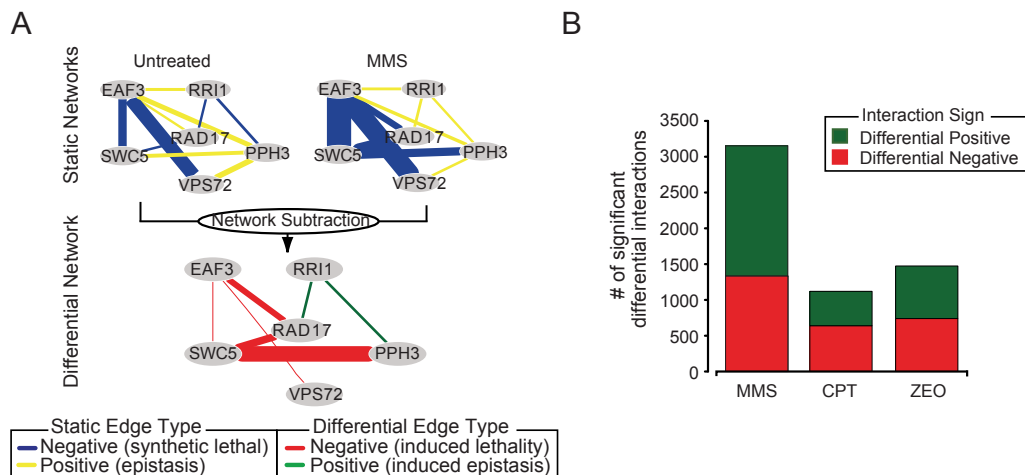 A
Static Networks
Untreated
EAF3
RRI1
RAD17
SWC5
PPH3
VPS72
MMS
EAF3
RRI1
RAD17
SWC5
PPH3
VPS72
Network Subtraction
Differential Network
EAF3
RRI1
RAD17
SWC5
PPH3
VPS72
Static Edge Type
Negative (synthetic lethal)
Positive (epistasis)
Differential Edge Type
Negative (induced lethality)
Positive (induced epistasis)
B
Interaction Sign
Differential Positive
Differential Negative
# of significant
differential interactions
3500
3000
2500
2000
1500
1000
500
0
MMS
CPT
ZEO